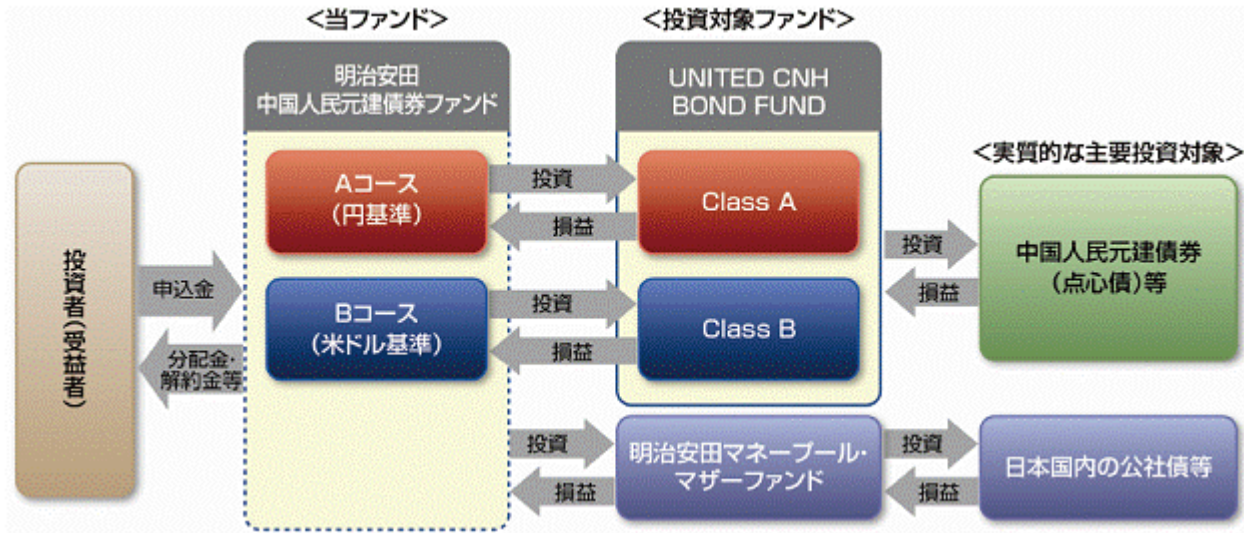 <当ファンド>
<投資対象ファンド>
明治安田
中国人民元建債券ファンド
UNITED CNH
BOND FUND
<実質的な主要投資対象>
投資者(受益者)
申込金
分配金・
解約金等
Aコース
(円基準)
投資
損益
Class A
Bコース
(米ドル基準)
投資
損益
Class B
投資
損益
中国人民元建債券
(点心債)等
投資
損益
明治安田マネープール・
マザーファンド
投資
損益
日本国内の公社債等